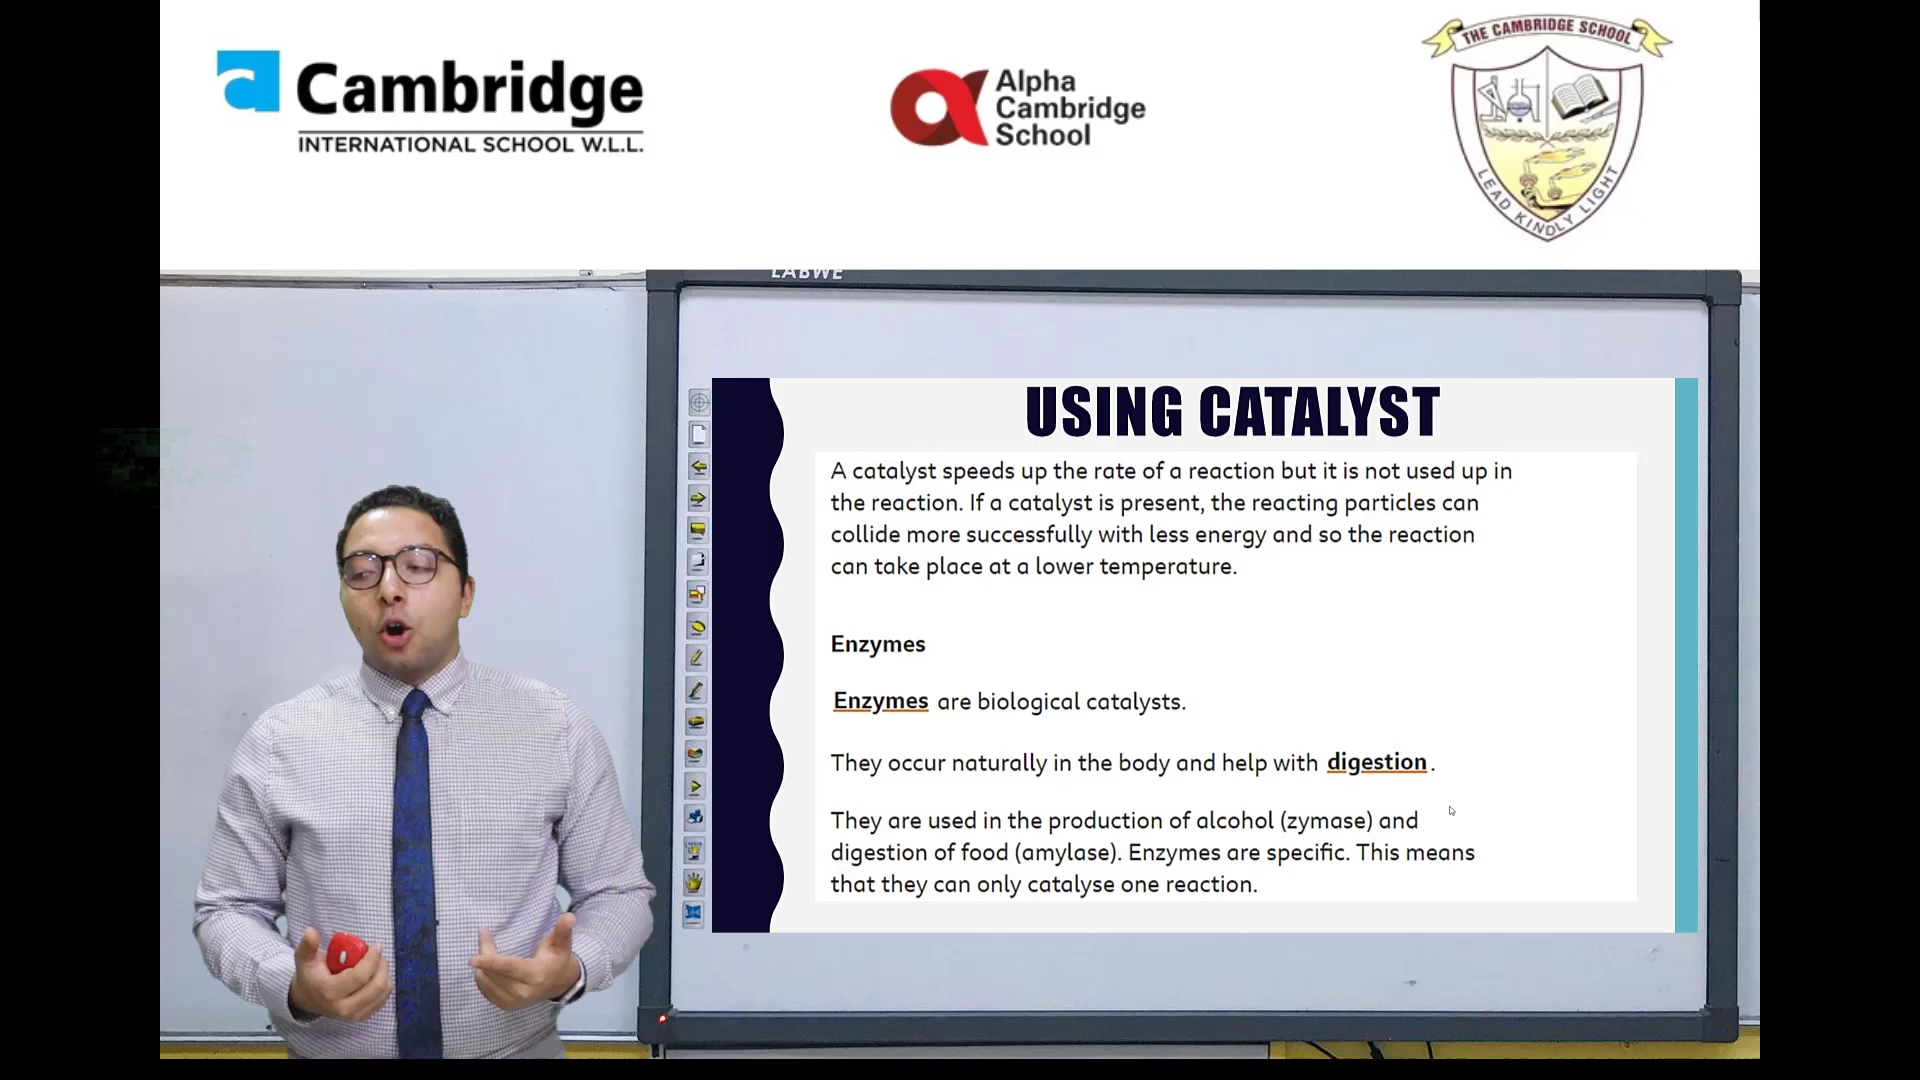 Cambridge
INTERNATIONAL SCHOOL W.L.L.
Alpha
Cambridge
School
THE CAMBRIDGE SCHOOL
LEAD KINDLY LIGHT
LABWE
USING CATALYST
A catalyst speeds up the rate of a reaction but it is not used up in
the reaction. If a catalyst is present, the reacting particles can
collide more successfully with less energy and so the reaction
can take place at a lower temperature.
Enzymes
Enzymes are biological catalysts.
They occur naturally in the body and help with digestion.
They are used in the production of alcohol (zymase) and
digestion of food (amylase). Enzymes are specific. This means
that they can only catalyse one reaction.